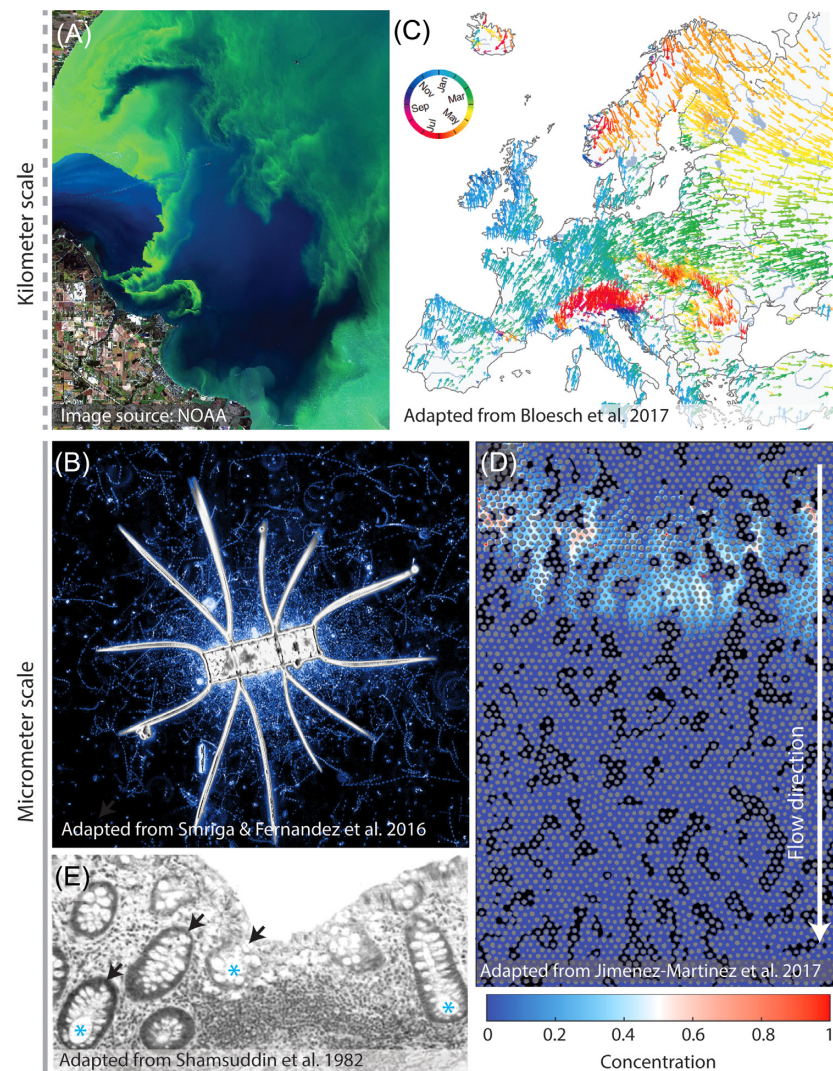 (A)
Kilometer scale
Image source: NOAA
(C)
Jan
Mar
May
Jul
Sep
Nov
Adapted from Bloesch et al. 2017
(B)
Micrometer scale
Adapted from Smriga & Fernandez et al. 2016
(D)
Flow direction
Adapted from Jimenez-Martinez et al. 2017
(E)
Adapted from Shamsuddin et al. 1982
0 0.2 0.4 0.6 0.8 1
Concentration